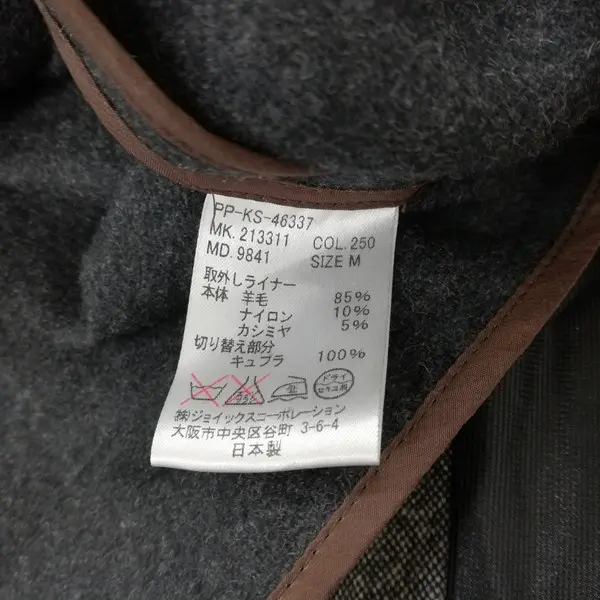 PP-KS-46337
MK. 213311 COL. 250
MD. 9841 SIZE M
取外しライナー
本体 羊毛 85%
ナイロン 10%
カシミヤ 5%
切り替え部分
キュプラ 100%
ドライ
㈱ジョイックスコーポレーション
大阪市中央区谷町 3-6-4
日本製